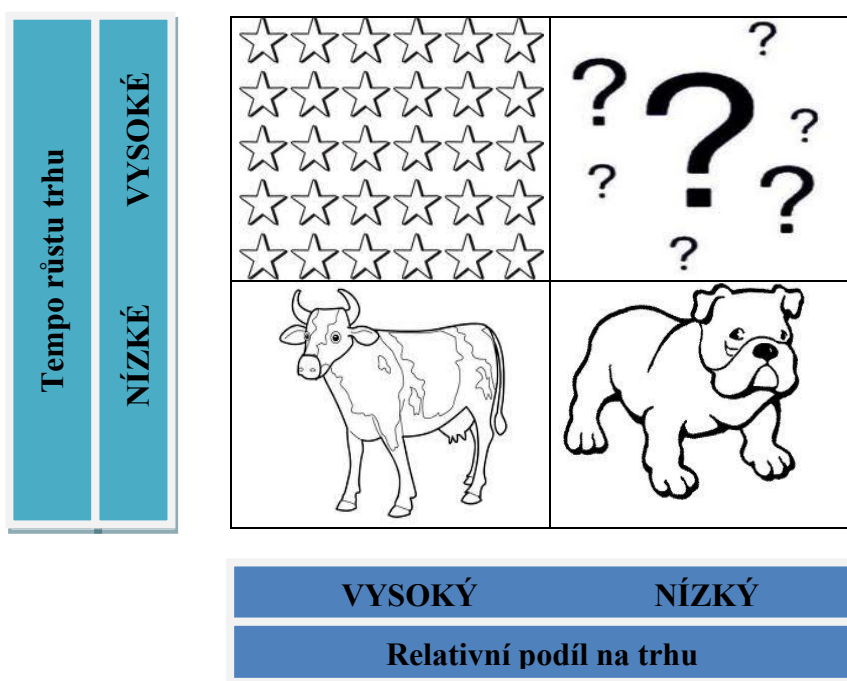 Tempo růstu trhu
NÍZKÉ VYSOKÉ
? ? ? ? ? ? ?
VYSOKÝ NÍZKÝ
Relativní podíl na trhu